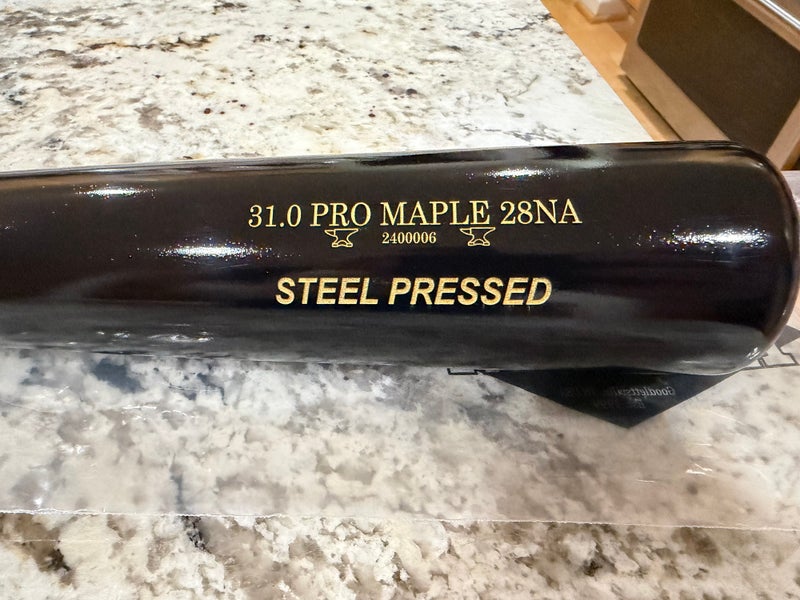 31.0 PRO MAPLE 28NA
2400006
STEEL PRESSED